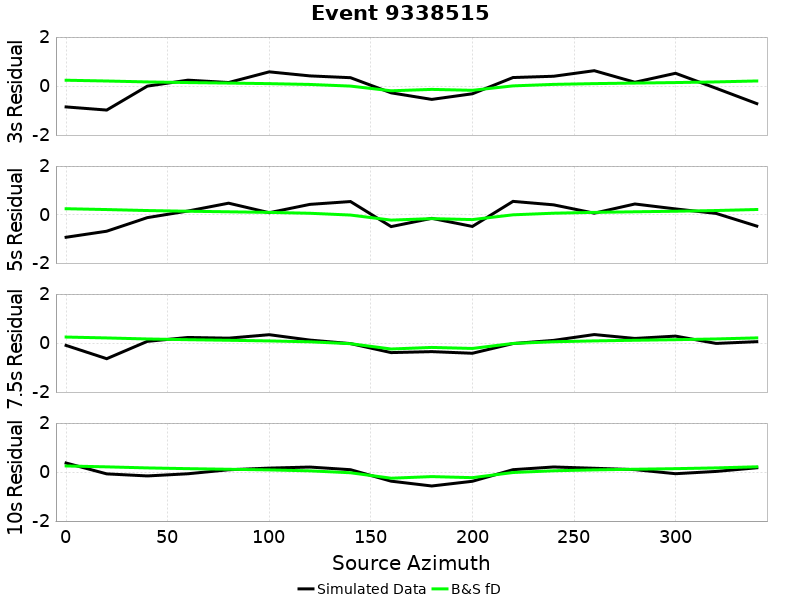 Event 9338515
3s Residual
2
0
-2
5s Residual
2
0
-2
7.5s Residual
2
0
-2
10s Residual
2
0
-2
0 50 100 150 200 250 300
Source Azimuth
Simulated Data B&S fD